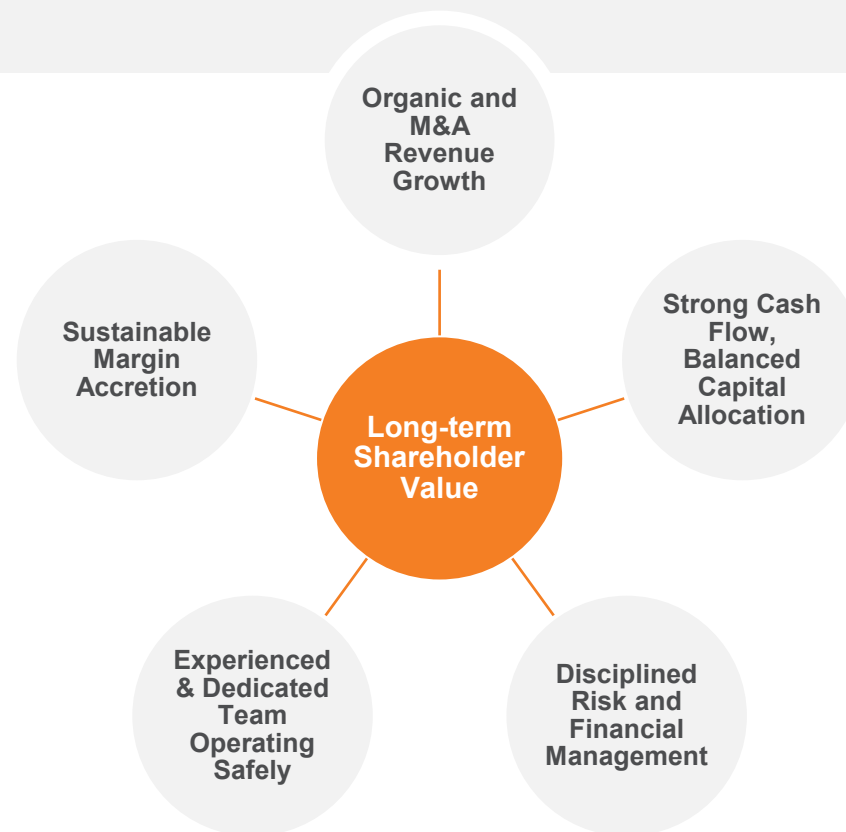 Organic and
M&A
Revenue
Growth
Strong Cash
Flow,
Balanced
Capital
Allocation
Sustainable
Margin
Accretion
Long-term
Shareholder
Value
Experienced
& Dedicated
Team
Operating
Safely
Disciplined
Risk and
Financial
Management